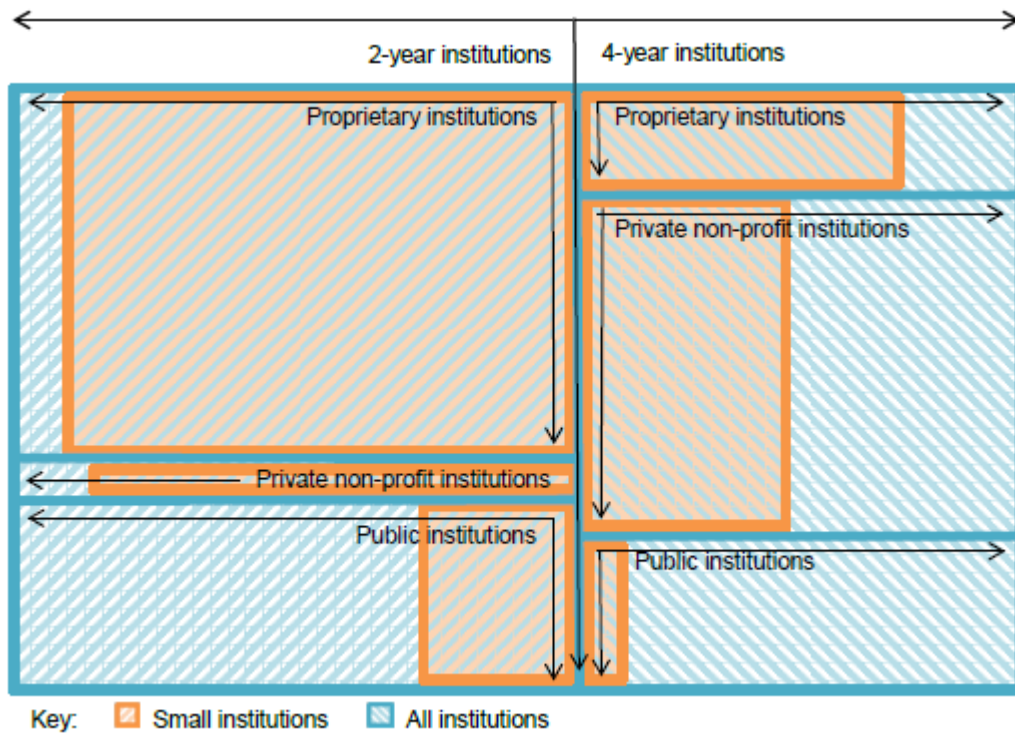 2-year institutions
4-year institutions
Proprietary institutions
Proprietary institutions
Private non-profit institutions
Private non-profit institutions
Public institutions
Public institutions
Key: Small institutions All institutions